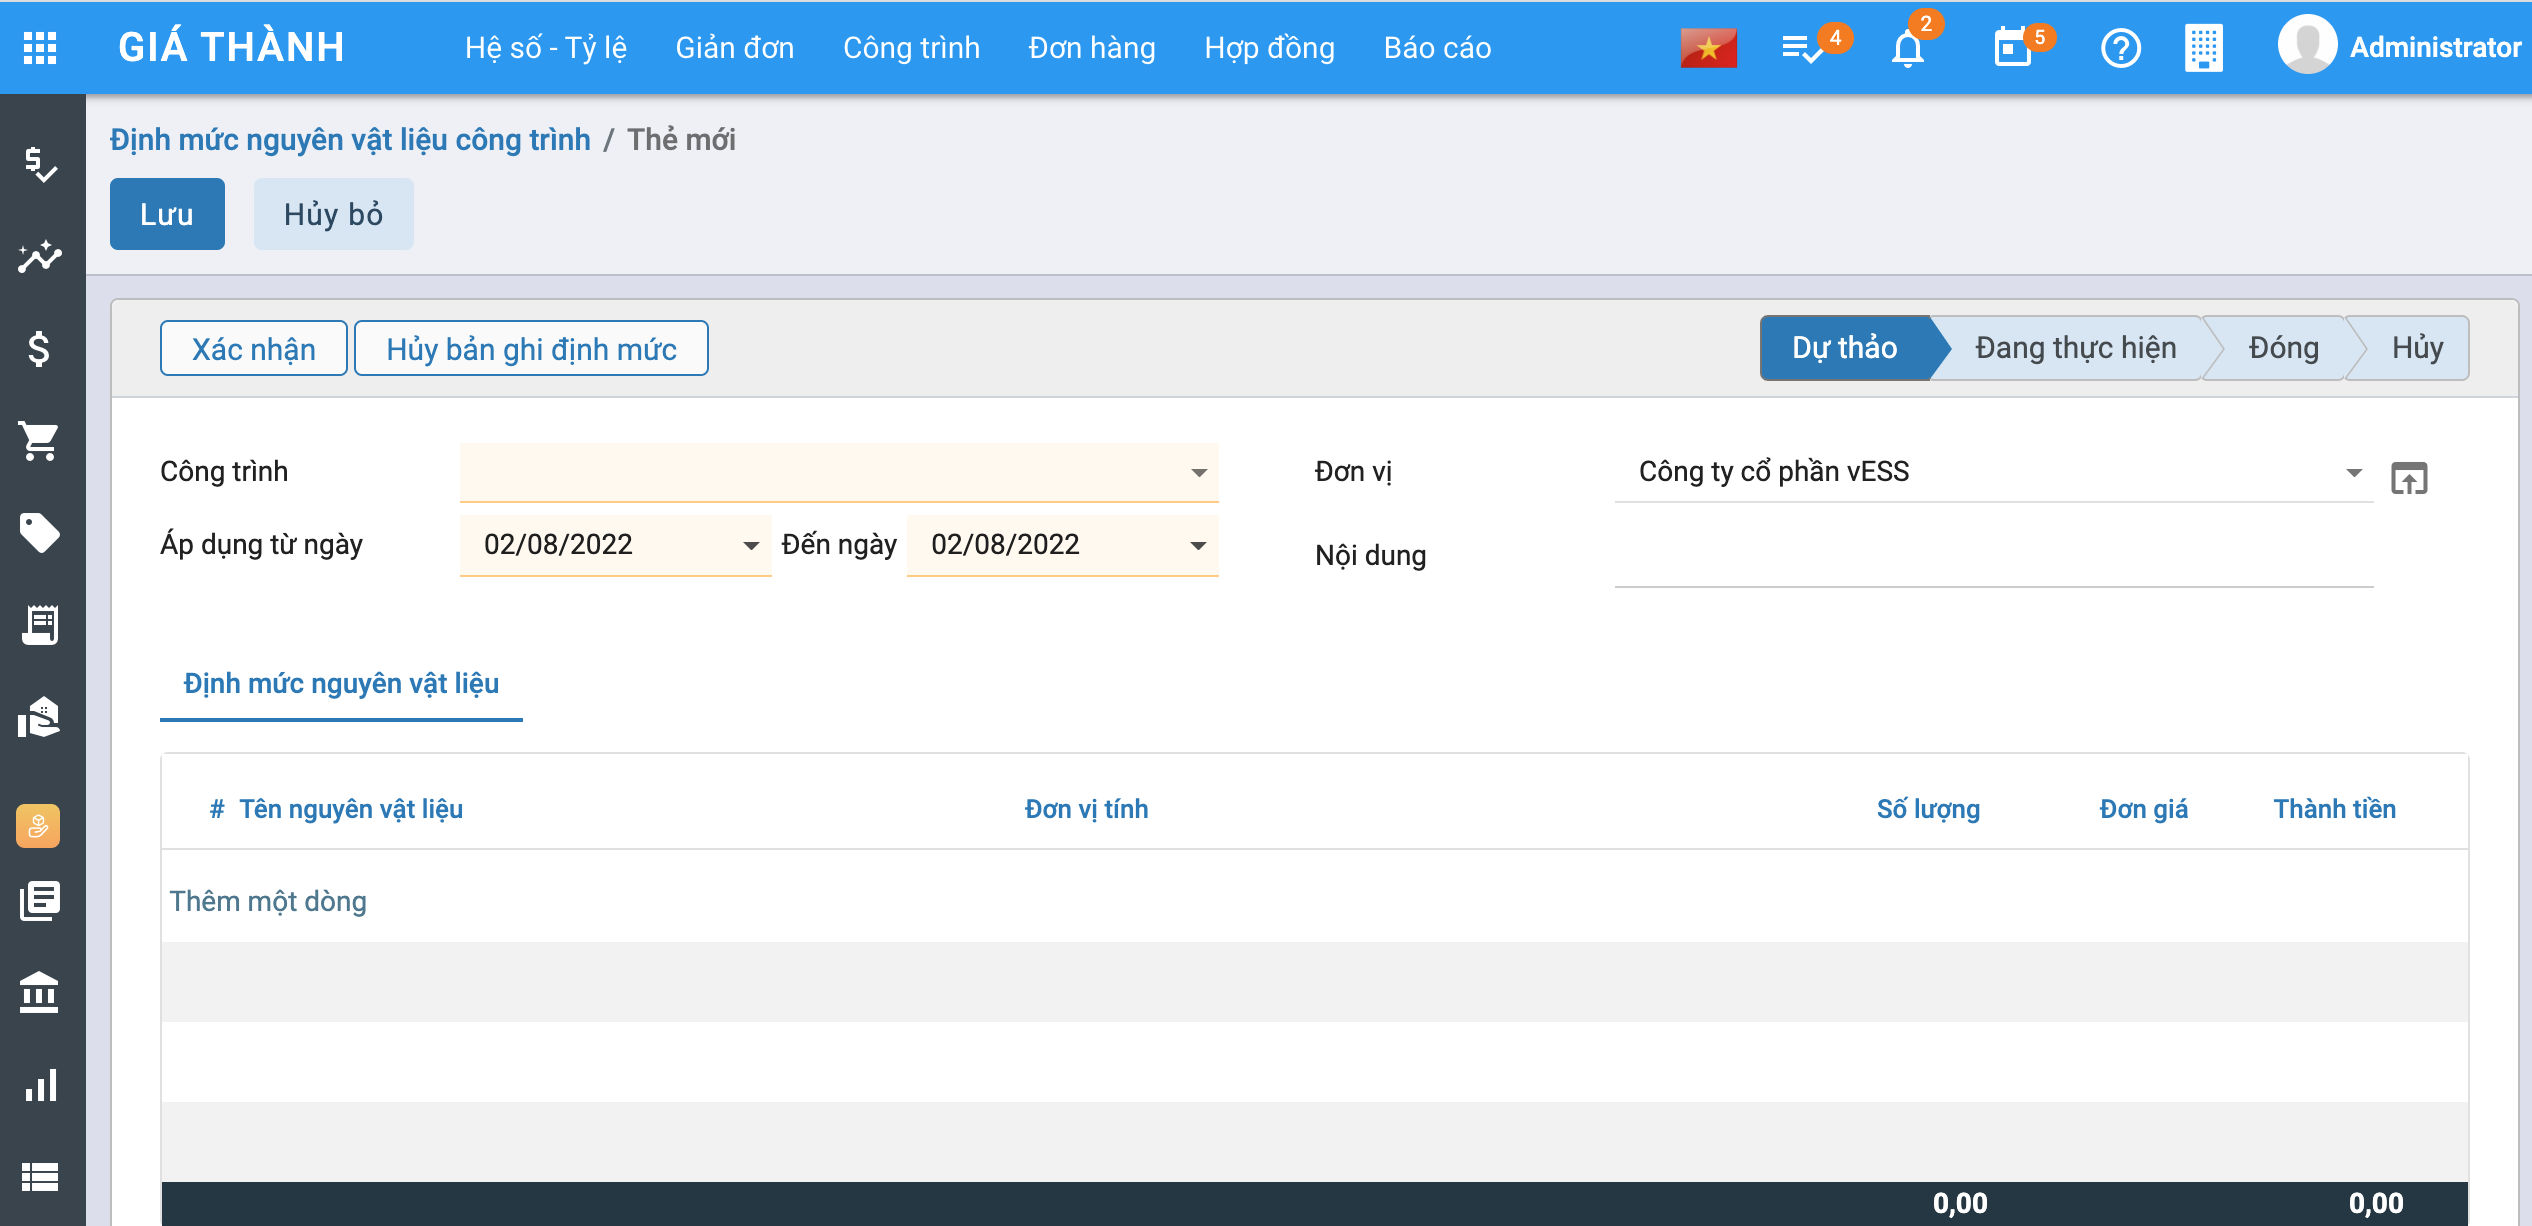 GIÁ THÀNH Hệ số - Tỷ lệ Giản đơn Công trình Đơn hàng Hợp đồng Báo cáo 4 2 5 Administrator
Định mức nguyên vật liệu công trình / Thẻ mới
Lưu Hủy bỏ
Xác nhận Hủy bản ghi định mức Dự thảo Đang thực hiện Đóng Hủy
Công trình Đơn vị Công ty cổ phần vESS
Áp dụng từ ngày 02/08/2022 Đến ngày 02/08/2022 Nội dung
Định mức nguyên vật liệu
# Tên nguyên vật liệu Đơn vị tính Số lượng Đơn giá Thành tiền
Thêm một dòng
0,00 0,00